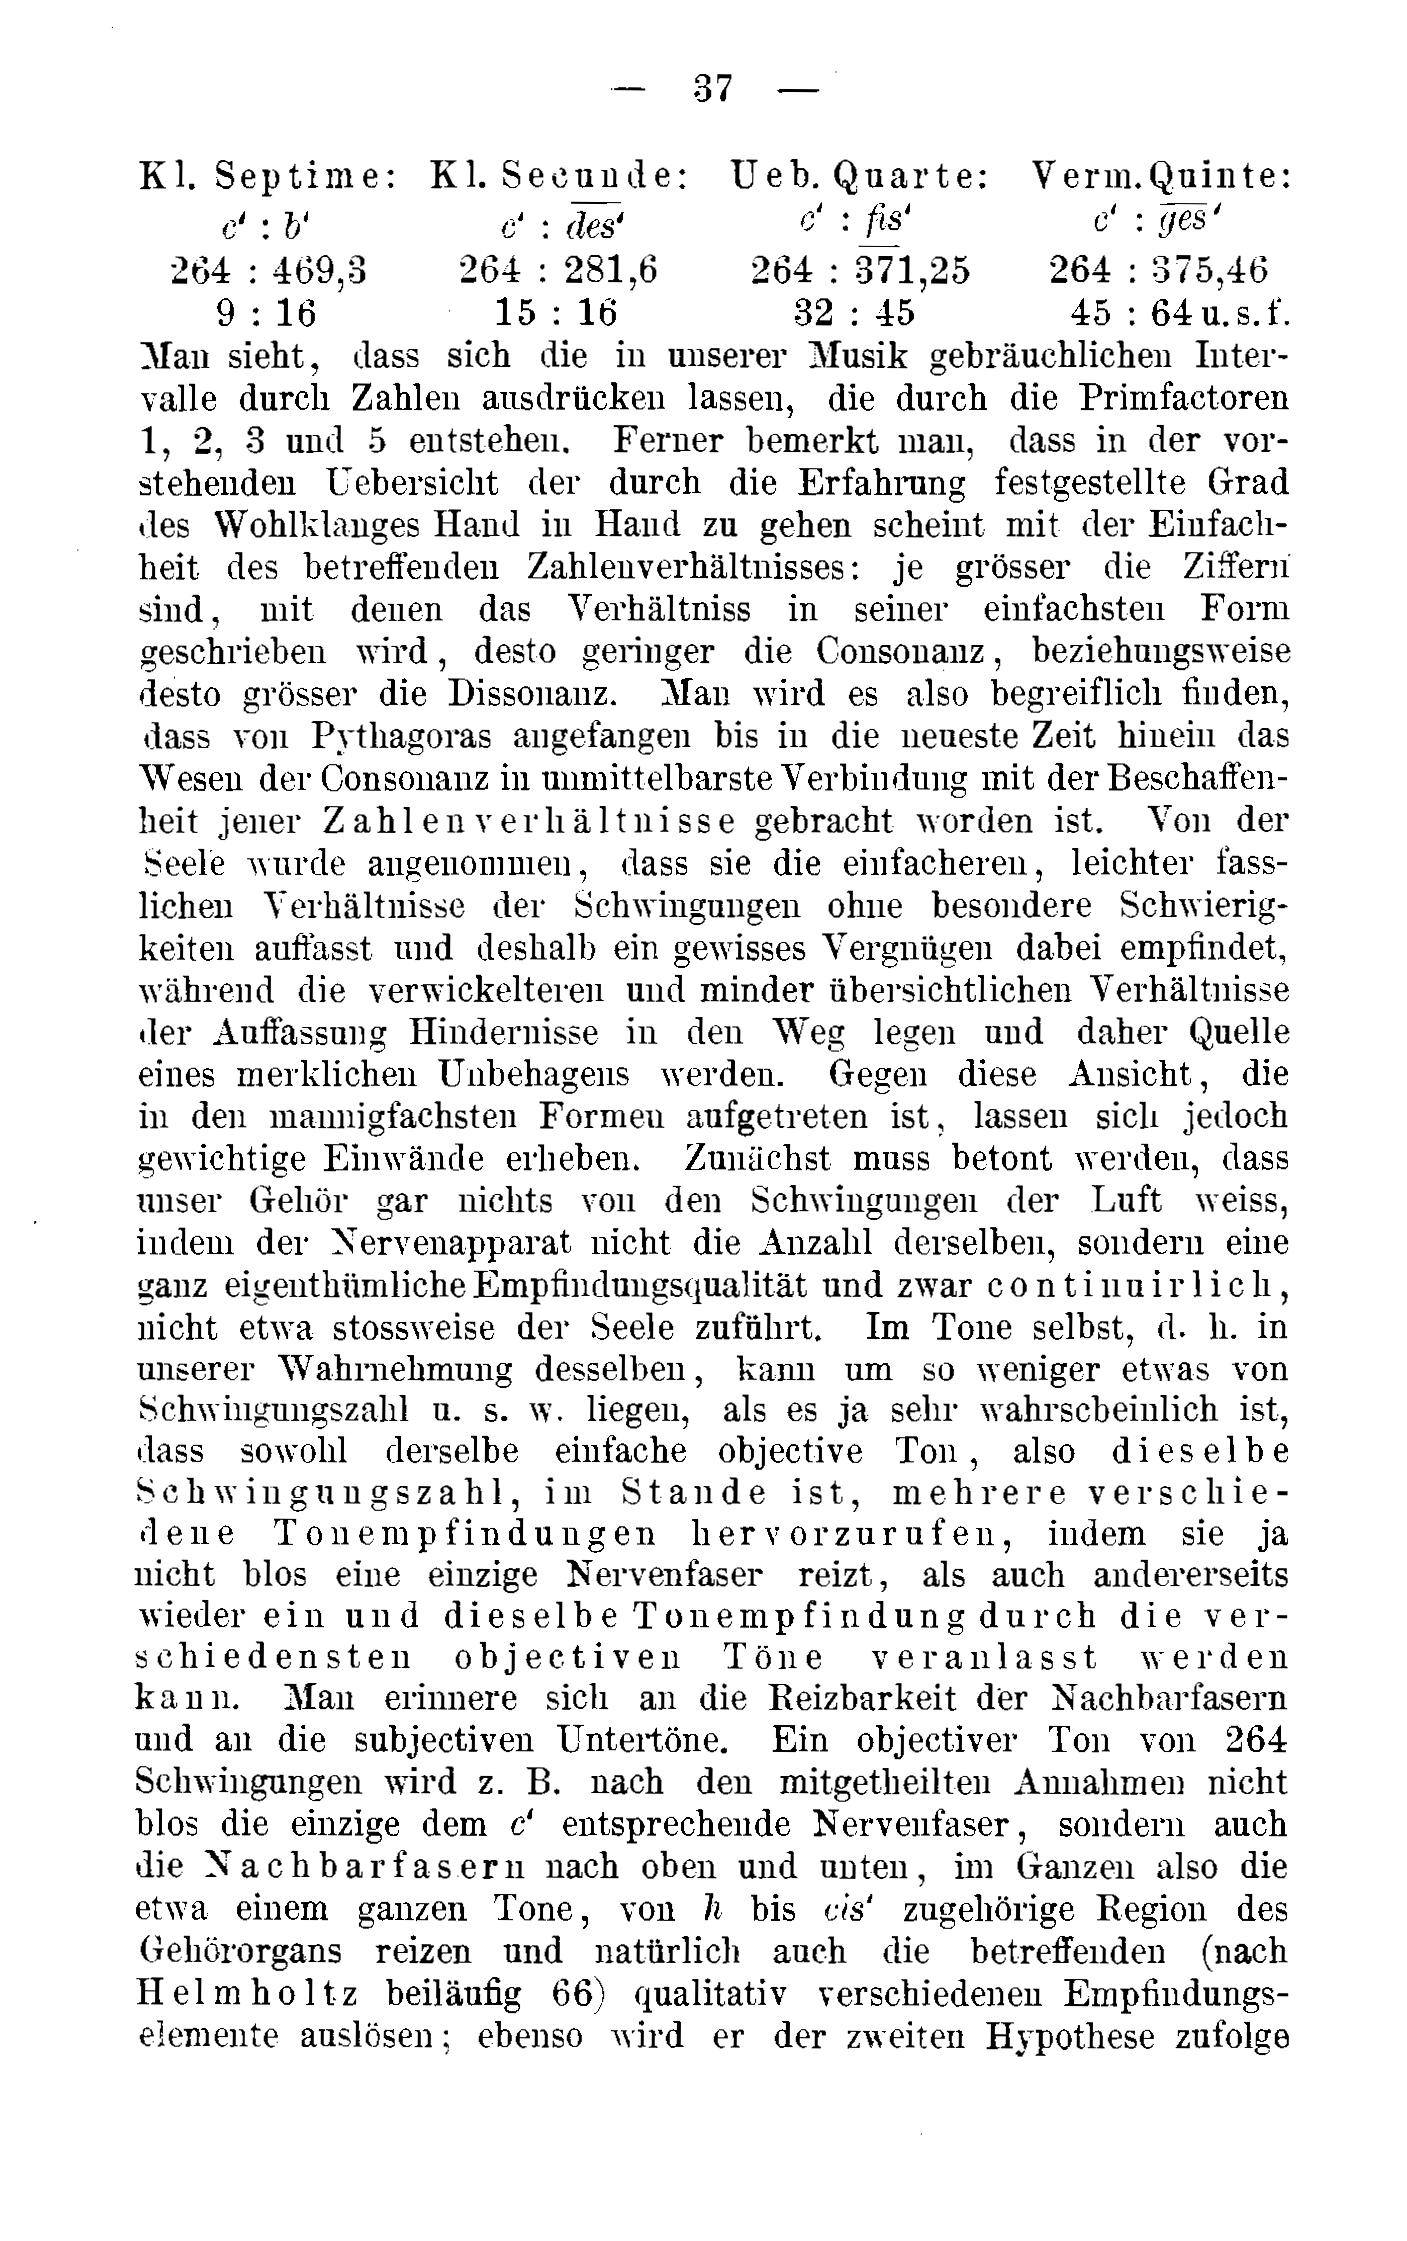 — 37 —
Kl. Septime: Kl. Secunde: Ueb. Quarte: Verm. Quinte:
c' : b' c' : des' c' : fis' c' : ges'
264 : 469,3 264 : 281,6 264 : 371,25 264 : 375,46
9 : 16 15 : 16 32 : 45 45 : 64 u. s. f.
Man sieht, dass sich die in unserer Musik gebräuchlichen Inter-
valle durch Zahlen ausdrücken lassen, die durch die Primfactoren
1, 2, 3 und 5 entstehen. Ferner bemerkt man, dass in der vor-
stehenden Uebersicht der durch die Erfahrung festgestellte Grad
des Wohlklanges Hand in Hand zu gehen scheint mit der Einfach-
heit des betreffenden Zahlenverhältnisses: je grösser die Ziffern
sind, mit denen das Verhältniss in seiner einfachsten Form
geschrieben wird, desto geringer die Consonanz, beziehungsweise
desto grösser die Dissonanz. Man wird es also begreiflich finden,
dass von Pythagoras angefangen bis in die neueste Zeit hinein das
Wesen der Consonanz in unmittelbarste Verbindung mit der Beschaffen-
heit jener Zahlenverhältnisse gebracht worden ist. Von der
Seele wurde angenommen, dass sie die einfacheren, leichter fass-
lichen Verhältnisse der Schwingungen ohne besondere Schwierig-
keiten auffasst und deshalb ein gewisses Vergnügen dabei empfindet,
während die verwickelteren und minder übersichtlichen Verhältnisse
der Auffassung Hindernisse in den Weg legen und daher Quelle
eines merklichen Unbehagens werden. Gegen diese Ansicht, die
in den mannigfachsten Formen aufgetreten ist, lassen sich jedoch
gewichtige Einwände erheben. Zunächst muss betont werden, dass
unser Gehör gar nichts von den Schwingungen der Luft weiss,
indem der Nervenapparat nicht die Anzahl derselben, sondern eine
ganz eigenthümliche Empfindungsqualität und zwar continuirlich,
nicht etwa stossweise der Seele zuführt. Im Tone selbst, d. h. in
unserer Wahrnehmung desselben, kann um so weniger etwas von
Schwingungszahl u. s. w. liegen, als es ja sehr wahrscheinlich ist,
dass sowohl derselbe einfache objective Ton, also dieselbe
Schwingungszahl, im Stande ist, mehrere verschie-
dene Tonempfindungen hervorzurufen, indem sie ja
nicht blos eine einzige Nervenfaser reizt, als auch andererseits
wieder ein und dieselbe Tonempfindung durch die ver-
schiedensten objectiven Töne veranlasst werden
kann. Man erinnere sich an die Reizbarkeit der Nachbarfasern
und an die subjectiven Untertöne. Ein objectiver Ton von 264
Schwingungen wird z. B. nach den mitgetheilten Annahmen nicht
blos die einzige dem c' entsprechende Nervenfaser, sondern auch
die Nachbarfasern nach oben und unten, im Ganzen also die
etwa einem ganzen Tone, von h bis cis' zugehörige Region des
Gehörorgans reizen und natürlich auch die betreffenden (nach
Helmholtz beiläufig 66) qualitativ verschiedenen Empfindungs-
elemente auslösen; ebenso wird er der zweiten Hypothese zufolge